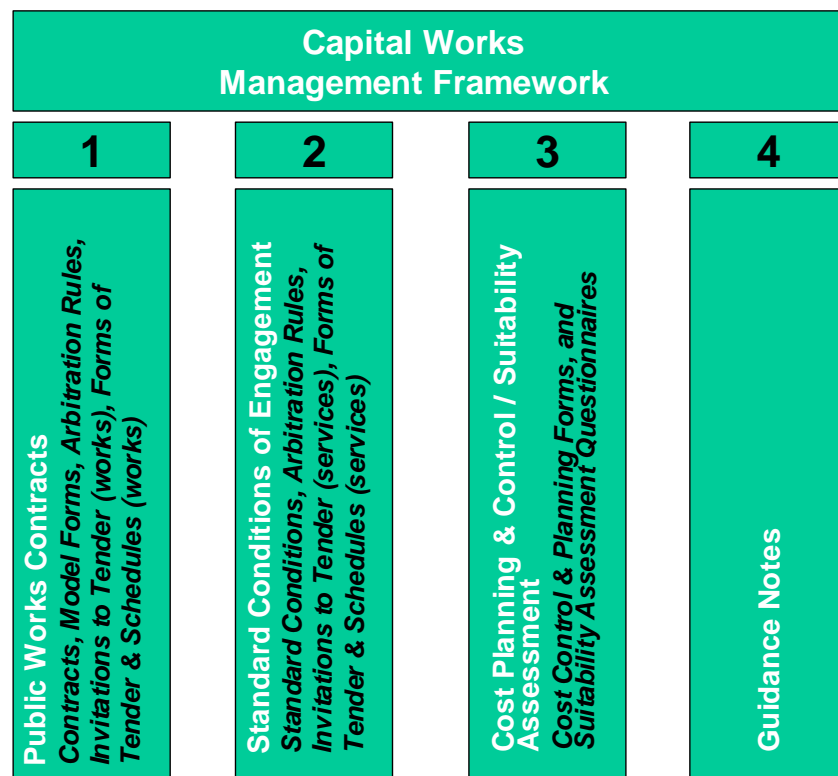 Capital Works
Management Framework
1
2
3
4
Public Works Contracts
Contracts, Model Forms, Arbitration Rules,
Invitations to Tender (works), Forms of
Tender & Schedules (works)
Standard Conditions of Engagement
Standard Conditions, Arbitration Rules,
Invitations to Tender (services), Forms of
Tender & Schedules (services)
Cost Planning & Control / Suitability
Assessment
Cost Control & Planning Forms, and
Suitability Assessment Questionnaires
Guidance Notes